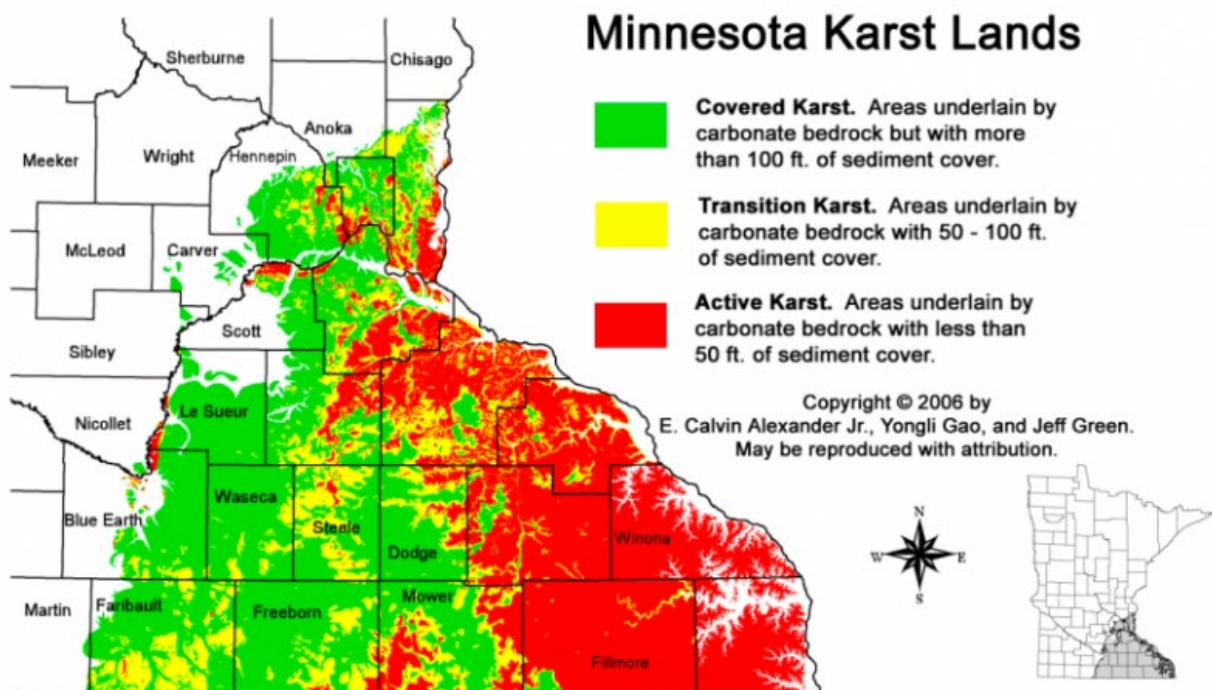 Minnesota Karst Lands
Covered Karst. Areas underlain by
carbonate bedrock but with more
than 100 ft. of sediment cover.
Transition Karst. Areas underlain by
carbonate bedrock with 50 - 100 ft.
of sediment cover.
Active Karst. Areas underlain by
carbonate bedrock with less than
50 ft. of sediment cover.
Copyright © 2006 by
E. Calvin Alexander Jr., Yongli Gao, and Jeff Green.
May be reproduced with attribution.
N
W
E
S
Sherburne
Chisago
Anoka
Meeker
Wright
Hennepin
McLeod
Carver
Scott
Sibley
Le Sueur
Nicollet
Waseca
Blue Earth
Steele
Dodge
Winona
Martin
Faribault
Freeborn
Mower
Fillmore